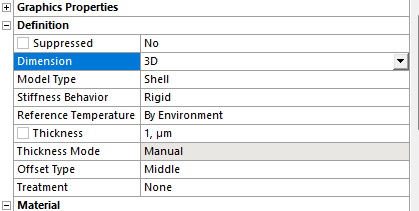 Graphics Properties
Definition
Suppressed No
Dimension 3D
Model Type Shell
Stiffness Behavior Rigid
Reference Temperature By Environment
Thickness 1, µm
Thickness Mode Manual
Offset Type Middle
Treatment None
Material